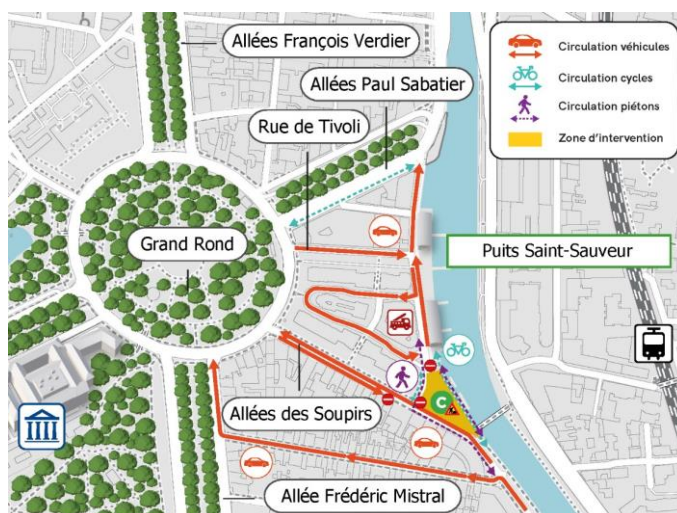 Allées François Verdier
Allées Paul Sabatier
Rue de Tivoli
Grand Rond
Allées des Soupirs
Allée Frédéric Mistral
Puits Saint-Sauveur
C
Circulation véhicules
Circulation cycles
Circulation piétons
Zone d'intervention